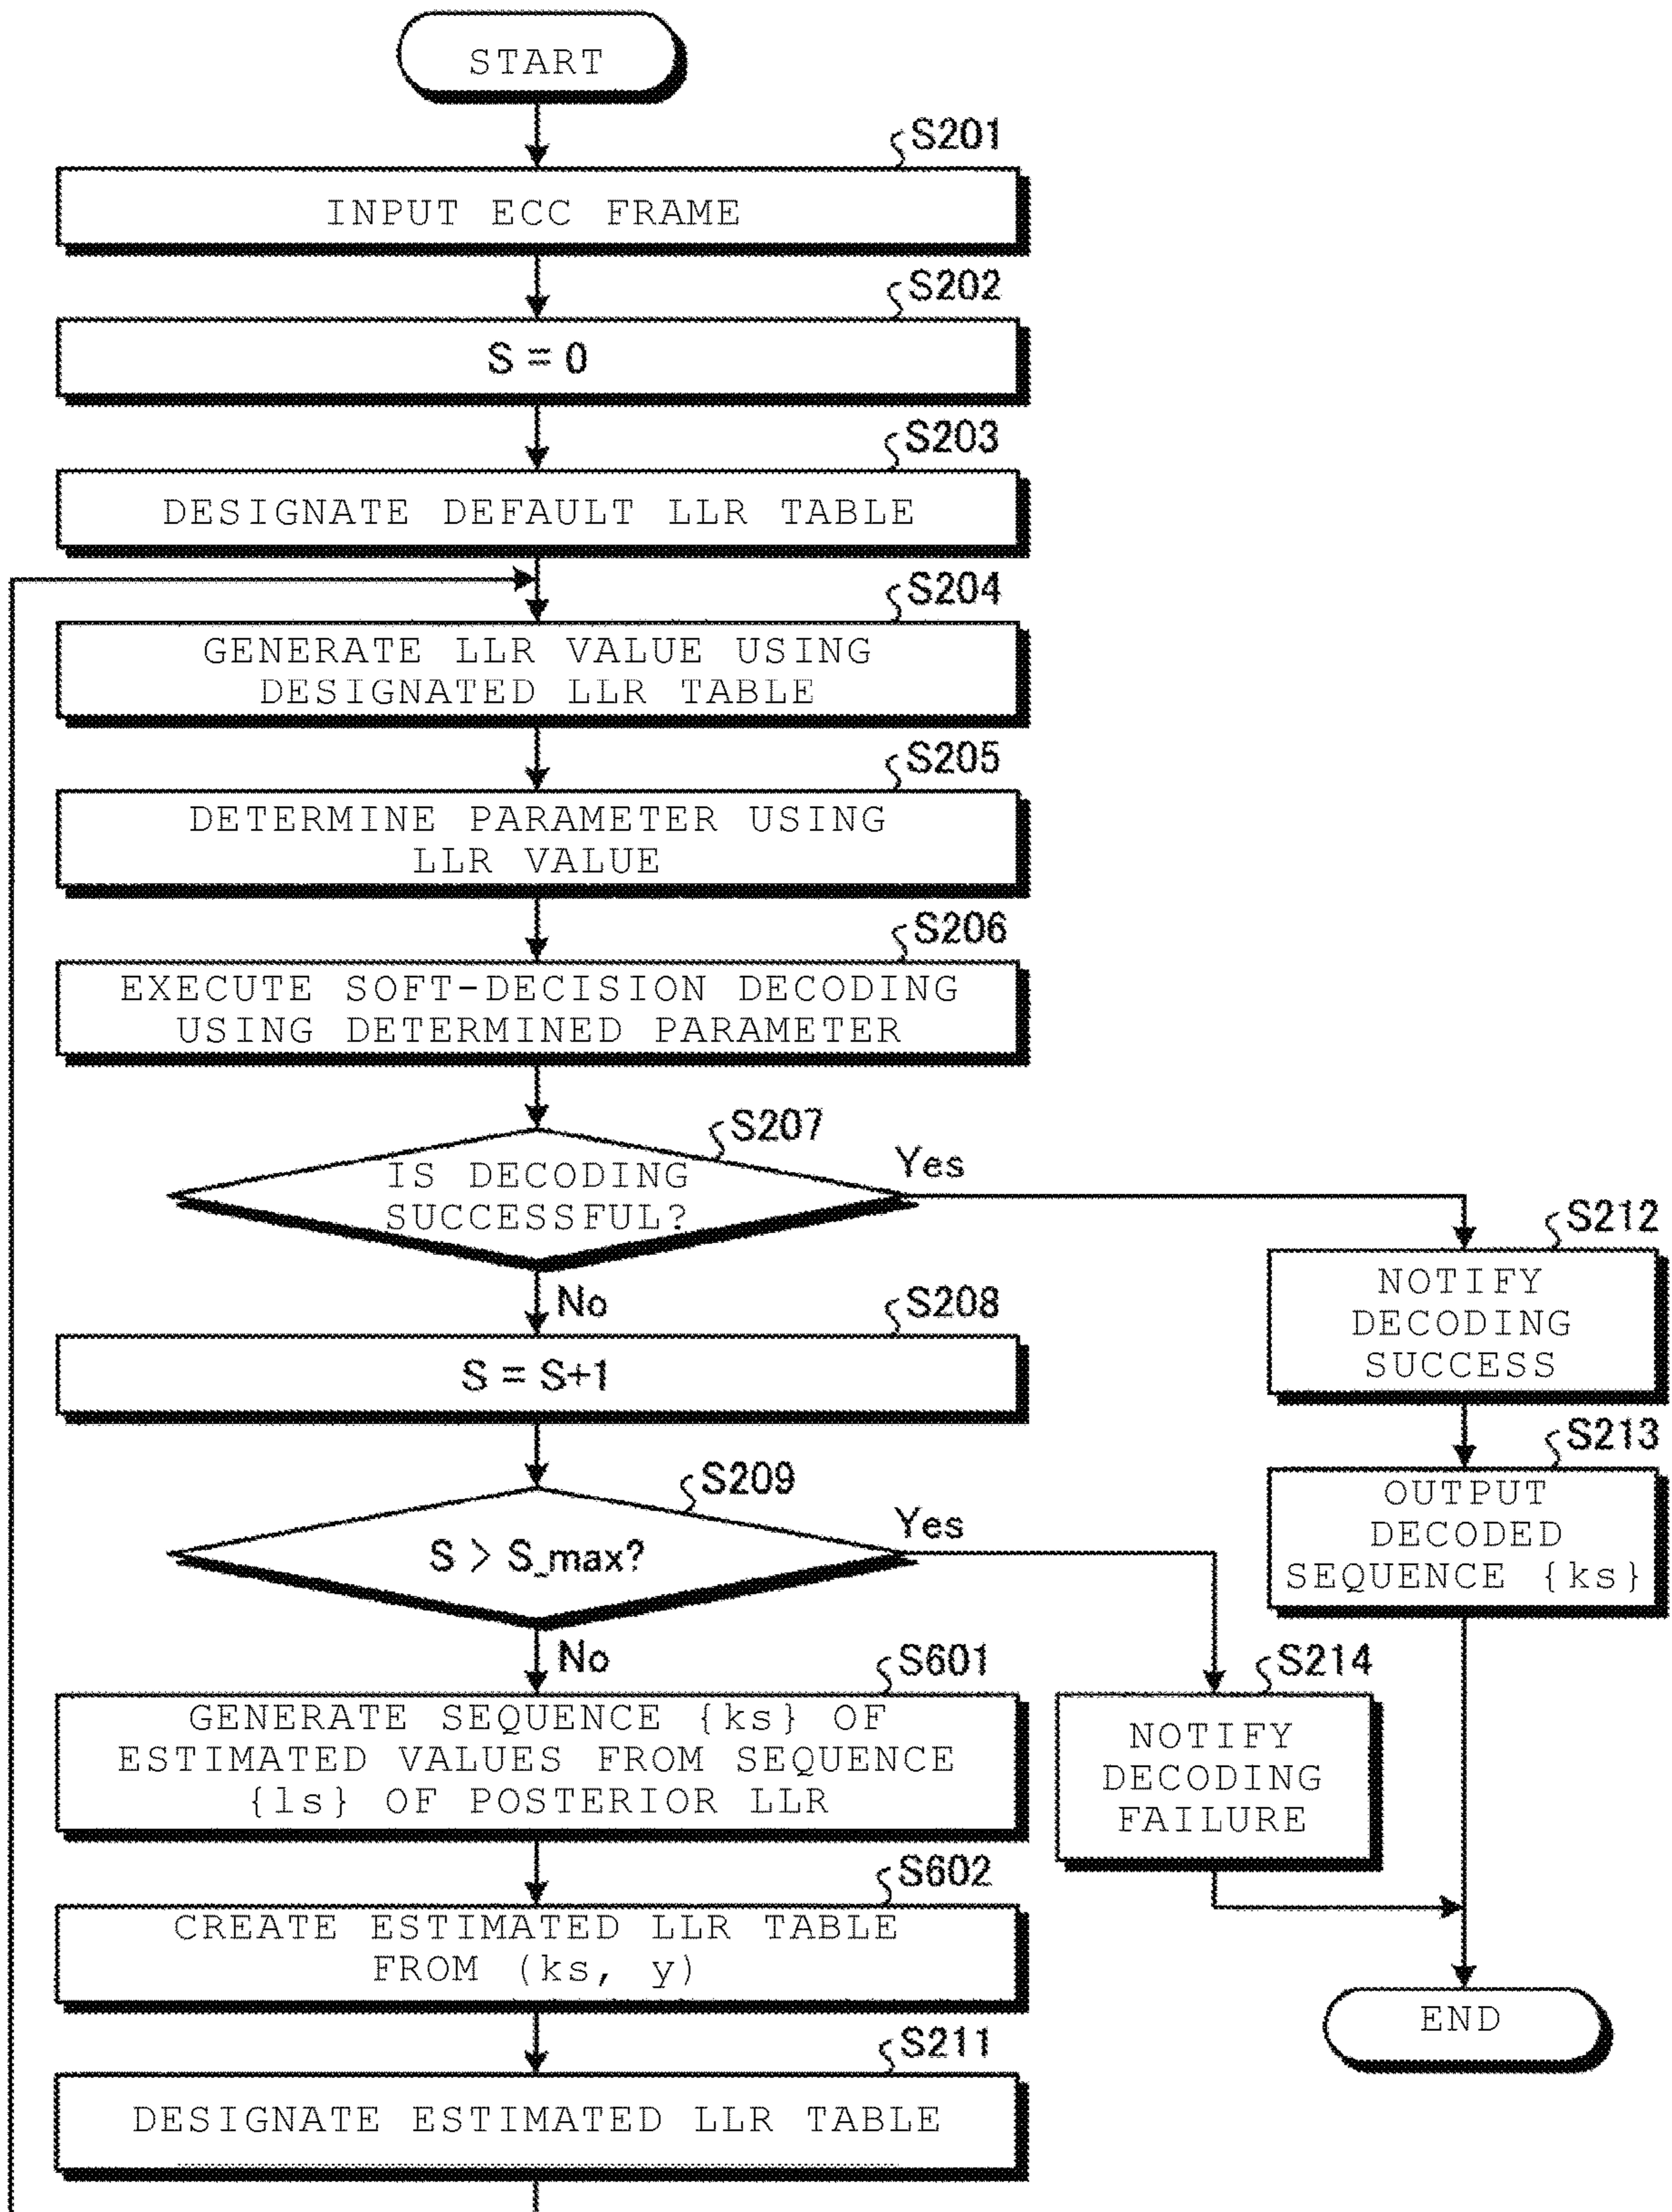 START
S201
INPUT ECC FRAME
S202
S = 0
S203
DESIGNATE DEFAULT LLR TABLE
S204
GENERATE LLR VALUE USING
DESIGNATED LLR TABLE
S205
DETERMINE PARAMETER USING
LLR VALUE
S206
EXECUTE SOFT-DECISION DECODING
USING DETERMINED PARAMETER
S207
IS DECODING
SUCCESSFUL?
Yes
No
S208
S = S+1
S209
S > S_max?
Yes
No
S601
GENERATE SEQUENCE {ks} OF
ESTIMATED VALUES FROM SEQUENCE
{ls} OF POSTERIOR LLR
S602
CREATE ESTIMATED LLR TABLE
FROM (ks, y)
S211
DESIGNATE ESTIMATED LLR TABLE
S212
NOTIFY
DECODING
SUCCESS
S213
OUTPUT
DECODED
SEQUENCE {ks}
S214
NOTIFY
DECODING
FAILURE
END